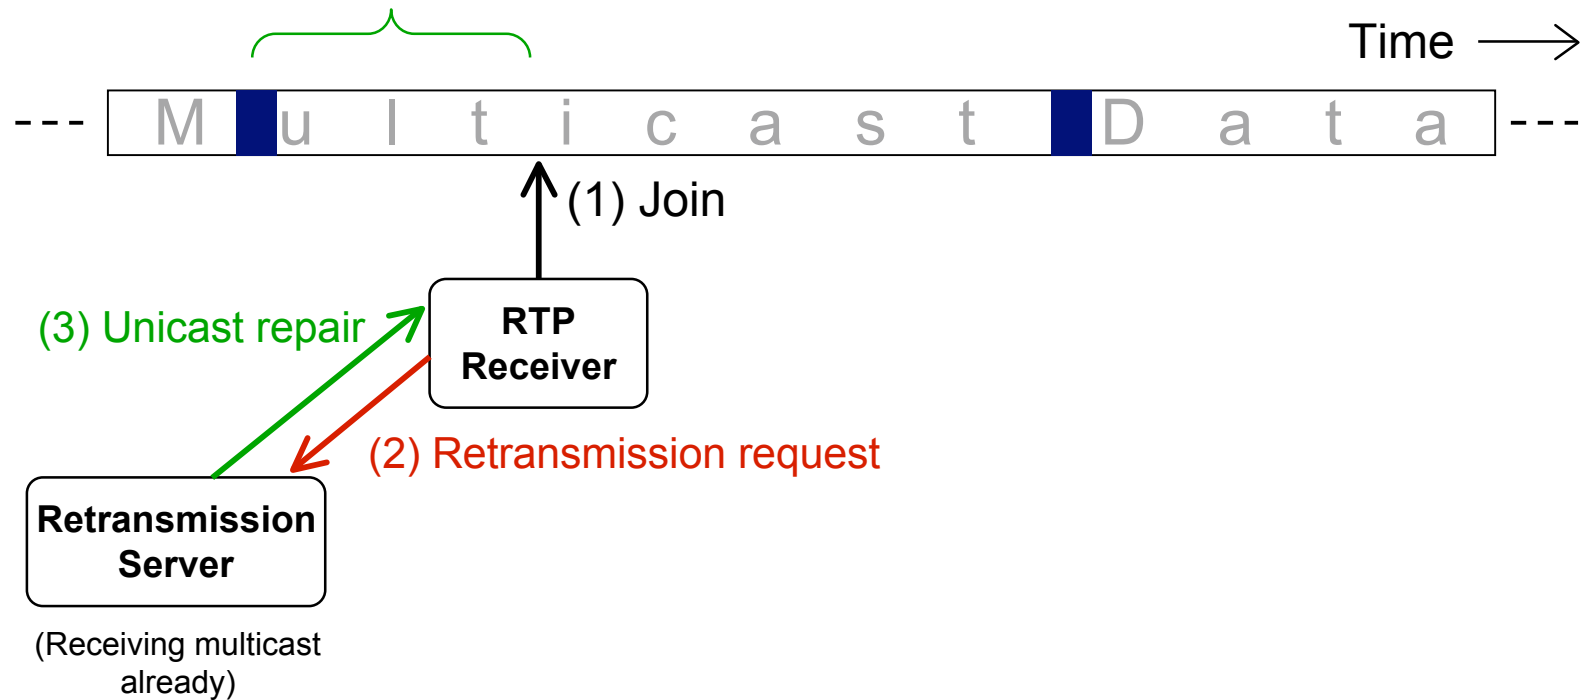 Time
--- M u l t i c a s t D a t a ---
(1) Join
(3) Unicast repair
RTP
Receiver
(2) Retransmission request
Retransmission
Server
(Receiving multicast
already)